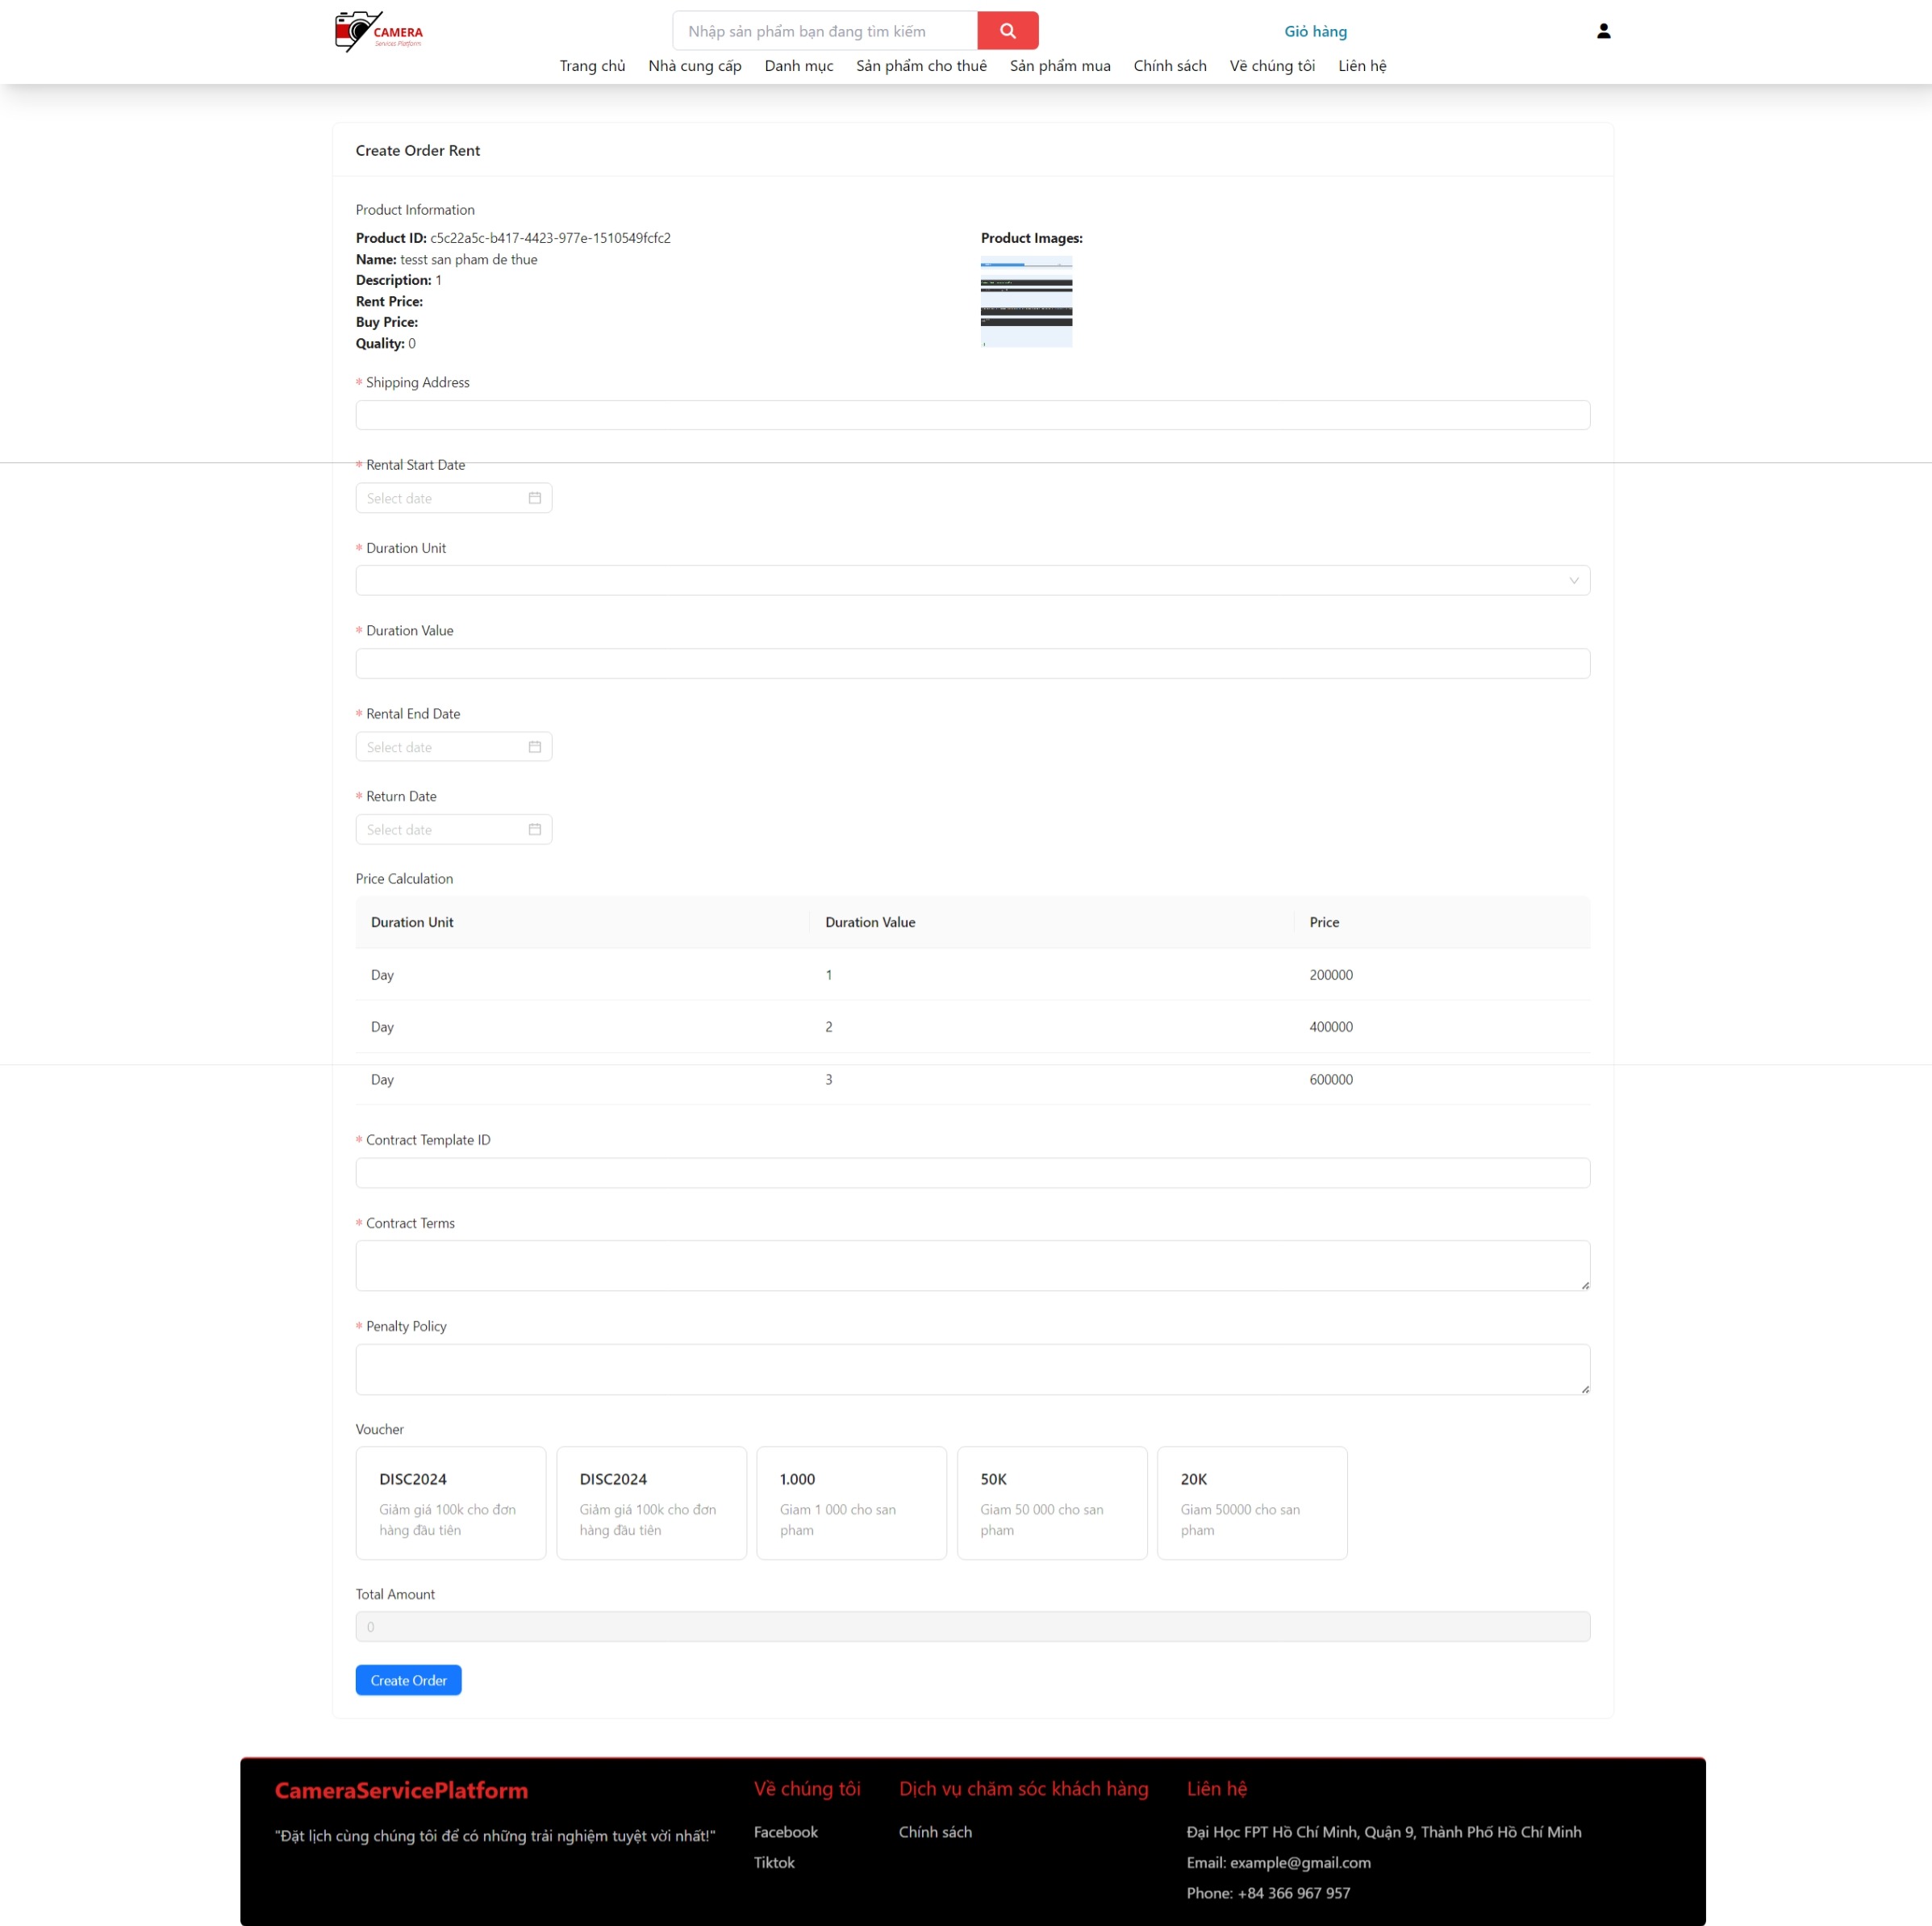 CAMERA
Services Platform
Nhập sản phẩm bạn đang tìm kiếm
Giỏ hàng
Trang chủ Nhà cung cấp Danh mục Sản phẩm cho thuê Sản phẩm mua Chính sách Về chúng tôi Liên hệ
Create Order Rent
Product Information
Product ID: c5c22a5c-b417-4423-977e-1510549fcfc2
Name: tesst san pham de thue
Description: 1
Rent Price:
Buy Price:
Quality: 0
Product Images:
* Shipping Address
* Rental Start Date
Select date
* Duration Unit
* Duration Value
* Rental End Date
Select date
* Return Date
Select date
Price Calculation
Duration Unit Duration Value Price
Day 1 200000
Day 2 400000
Day 3 600000
* Contract Template ID
* Contract Terms
* Penalty Policy
Voucher
DISC2024
Giảm giá 100k cho đơn
hàng đầu tiên
DISC2024
Giảm giá 100k cho đơn
hàng đầu tiên
1.000
Giam 1 000 cho san
pham
50K
Giam 50 000 cho san
pham
20K
Giam 50000 cho san
pham
Total Amount
0
Create Order
CameraServicePlatform
"Đặt lịch cùng chúng tôi để có những trải nghiệm tuyệt vời nhất!"
Về chúng tôi
Facebook
Tiktok
Dịch vụ chăm sóc khách hàng
Chính sách
Liên hệ
Đại Học FPT Hồ Chí Minh, Quận 9, Thành Phố Hồ Chí Minh
Email: example@gmail.com
Phone: +84 366 967 957